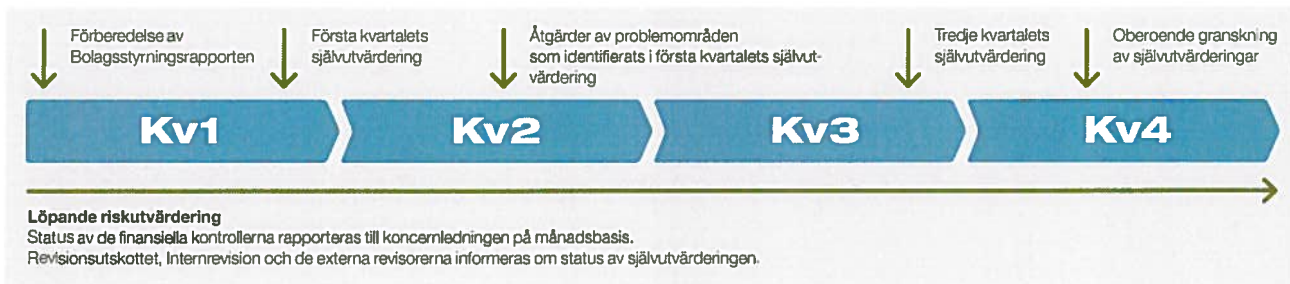 Förberedelse av
Bolagsstyrningsrapporten
Första kvartalets
självutvärdering
Åtgärder av problemområden
som identifierats i första kvartalets självut-
värdering
Tredje kvartalets
självutvärdering
Oberoende granskning
av självutvärderingar
Kv1
Kv2
Kv3
Kv4
Löpande riskutvärdering
Status av de finansiella kontrollerna rapporteras till koncernledningen på månadsbasis.
Revisionsutskottet, Internrevision och de externa revisorerna informeras om status av självutvärderingen.